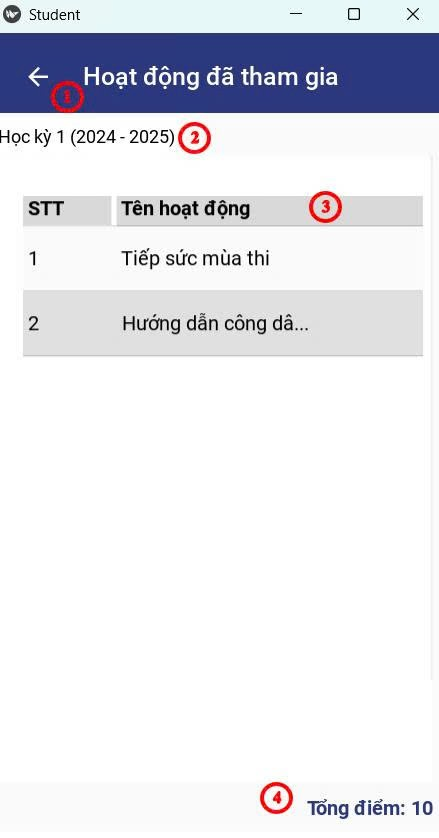 Student
Hoạt động đã tham gia
1
Học kỳ 1 (2024 - 2025) 2
STT Tên hoạt động 3
1 Tiếp sức mùa thi
2 Hướng dẫn công dâ...
4
Tổng điểm: 10